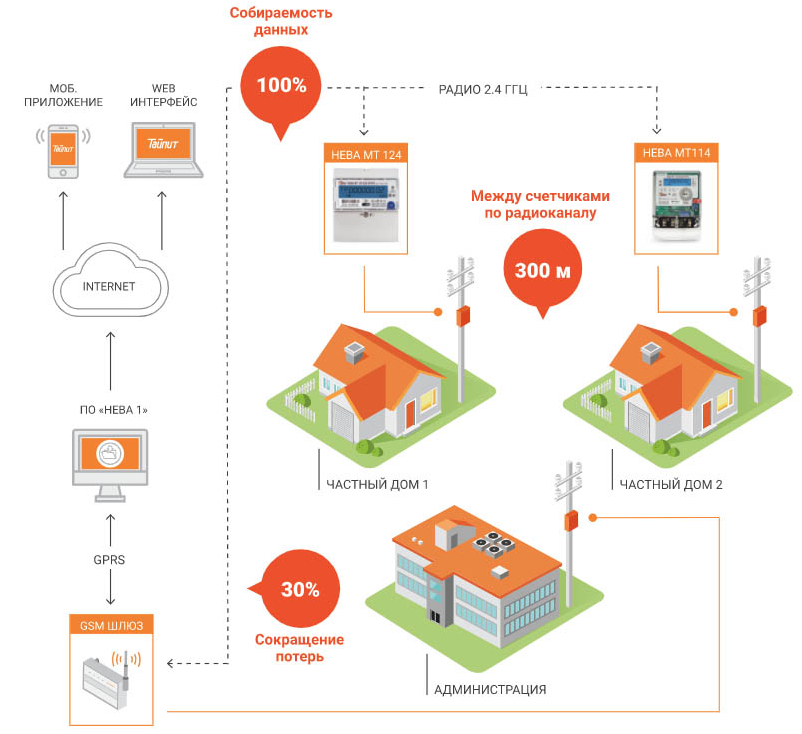 Собираемость
данных
100%
РАДИО 2.4 ГГЦ
МОБ.
ПРИЛОЖЕНИЕ
WEB
ИНТЕРФЕЙС
Тайпит
Тайпит
НЕВА МТ 124
НЕВА МТ114
Между счетчиками
по радиоканалу
300 м
INTERNET
ПО «НЕВА 1»
ЧАСТНЫЙ ДОМ 1
ЧАСТНЫЙ ДОМ 2
GPRS
30%
Сокращение
потерь
GSM ШЛЮЗ
АДМИНИСТРАЦИЯ